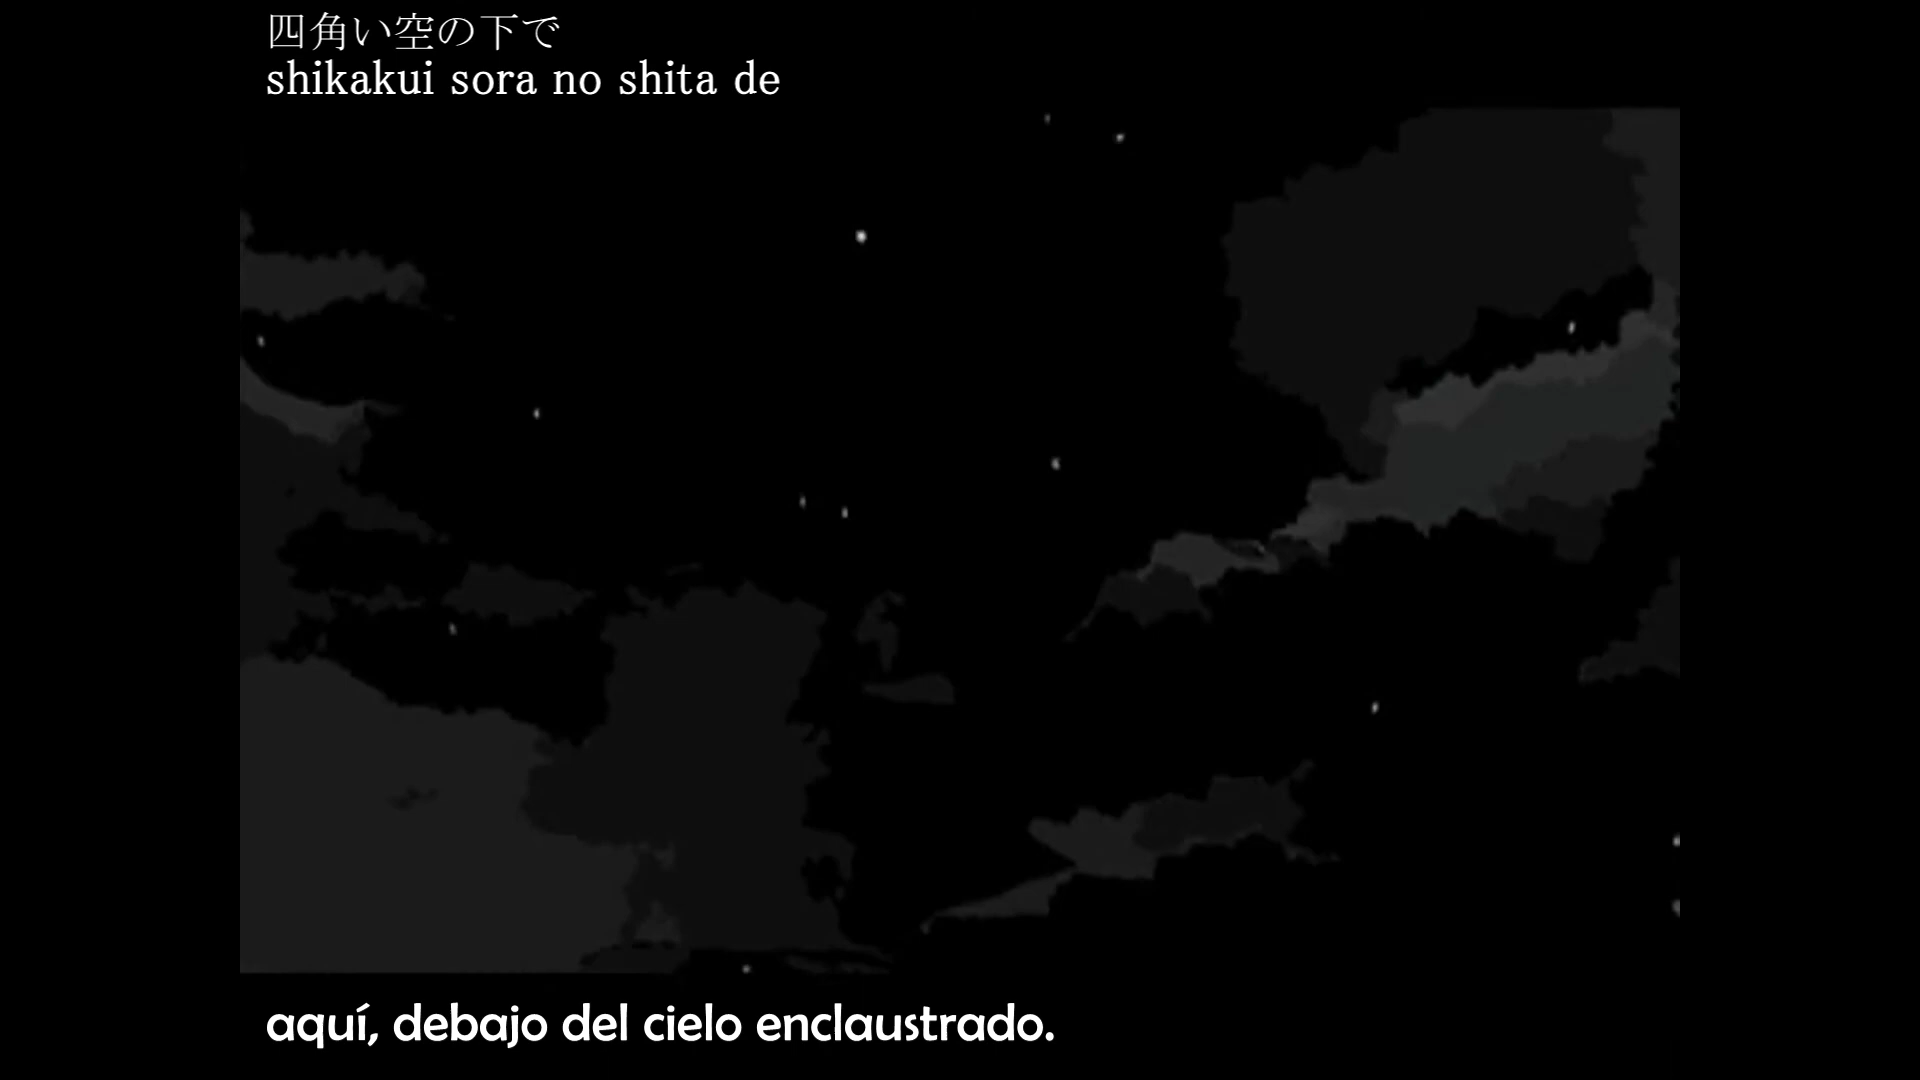 四角い空の下で
shikakui sora no shita de
aquí, debajo del cielo enclaustrado.